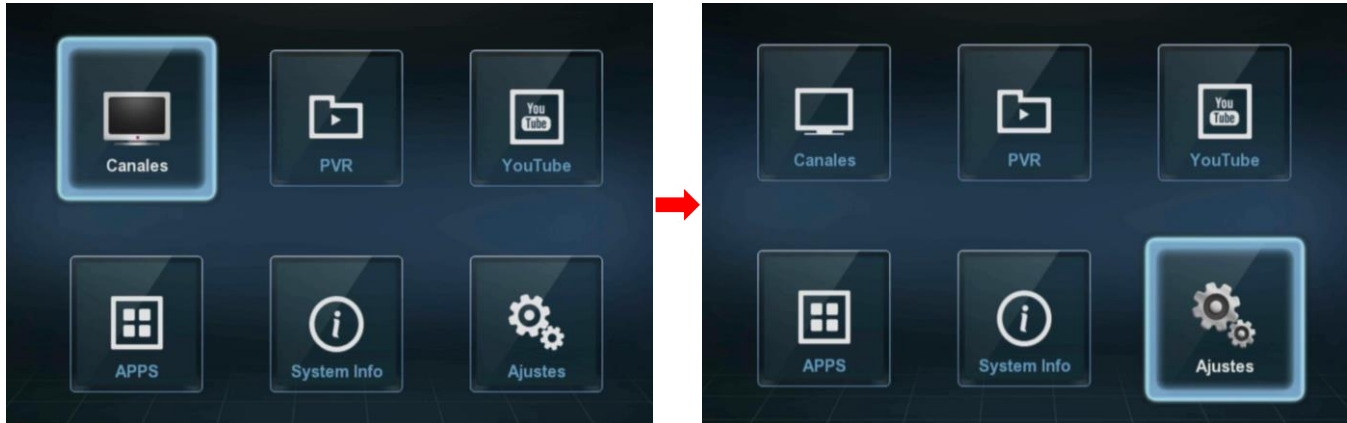 Canales
PVR
You
Tube
YouTube
APPS
i
System Info
Ajustes
Canales
PVR
You
Tube
YouTube
APPS
i
System Info
Ajustes